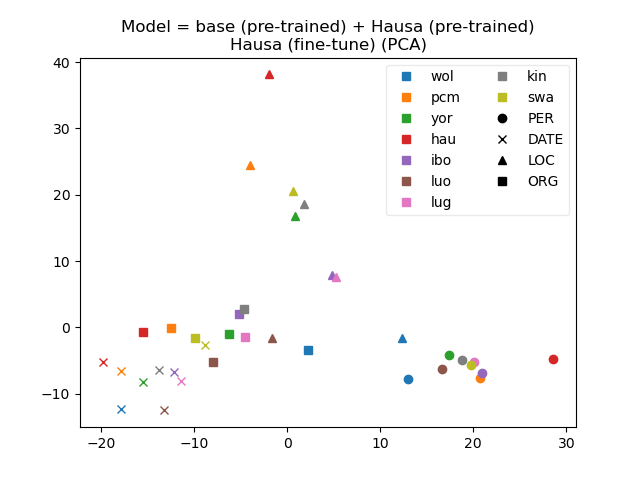 Model = base (pre-trained) + Hausa (pre-trained)
Hausa (fine-tune) (PCA)
40
30
20
10
0
−10
−20
−10
0
10
20
30
wol
pcm
yor
hau
ibo
luo
lug
kin
swa
PER
DATE
LOC
ORG